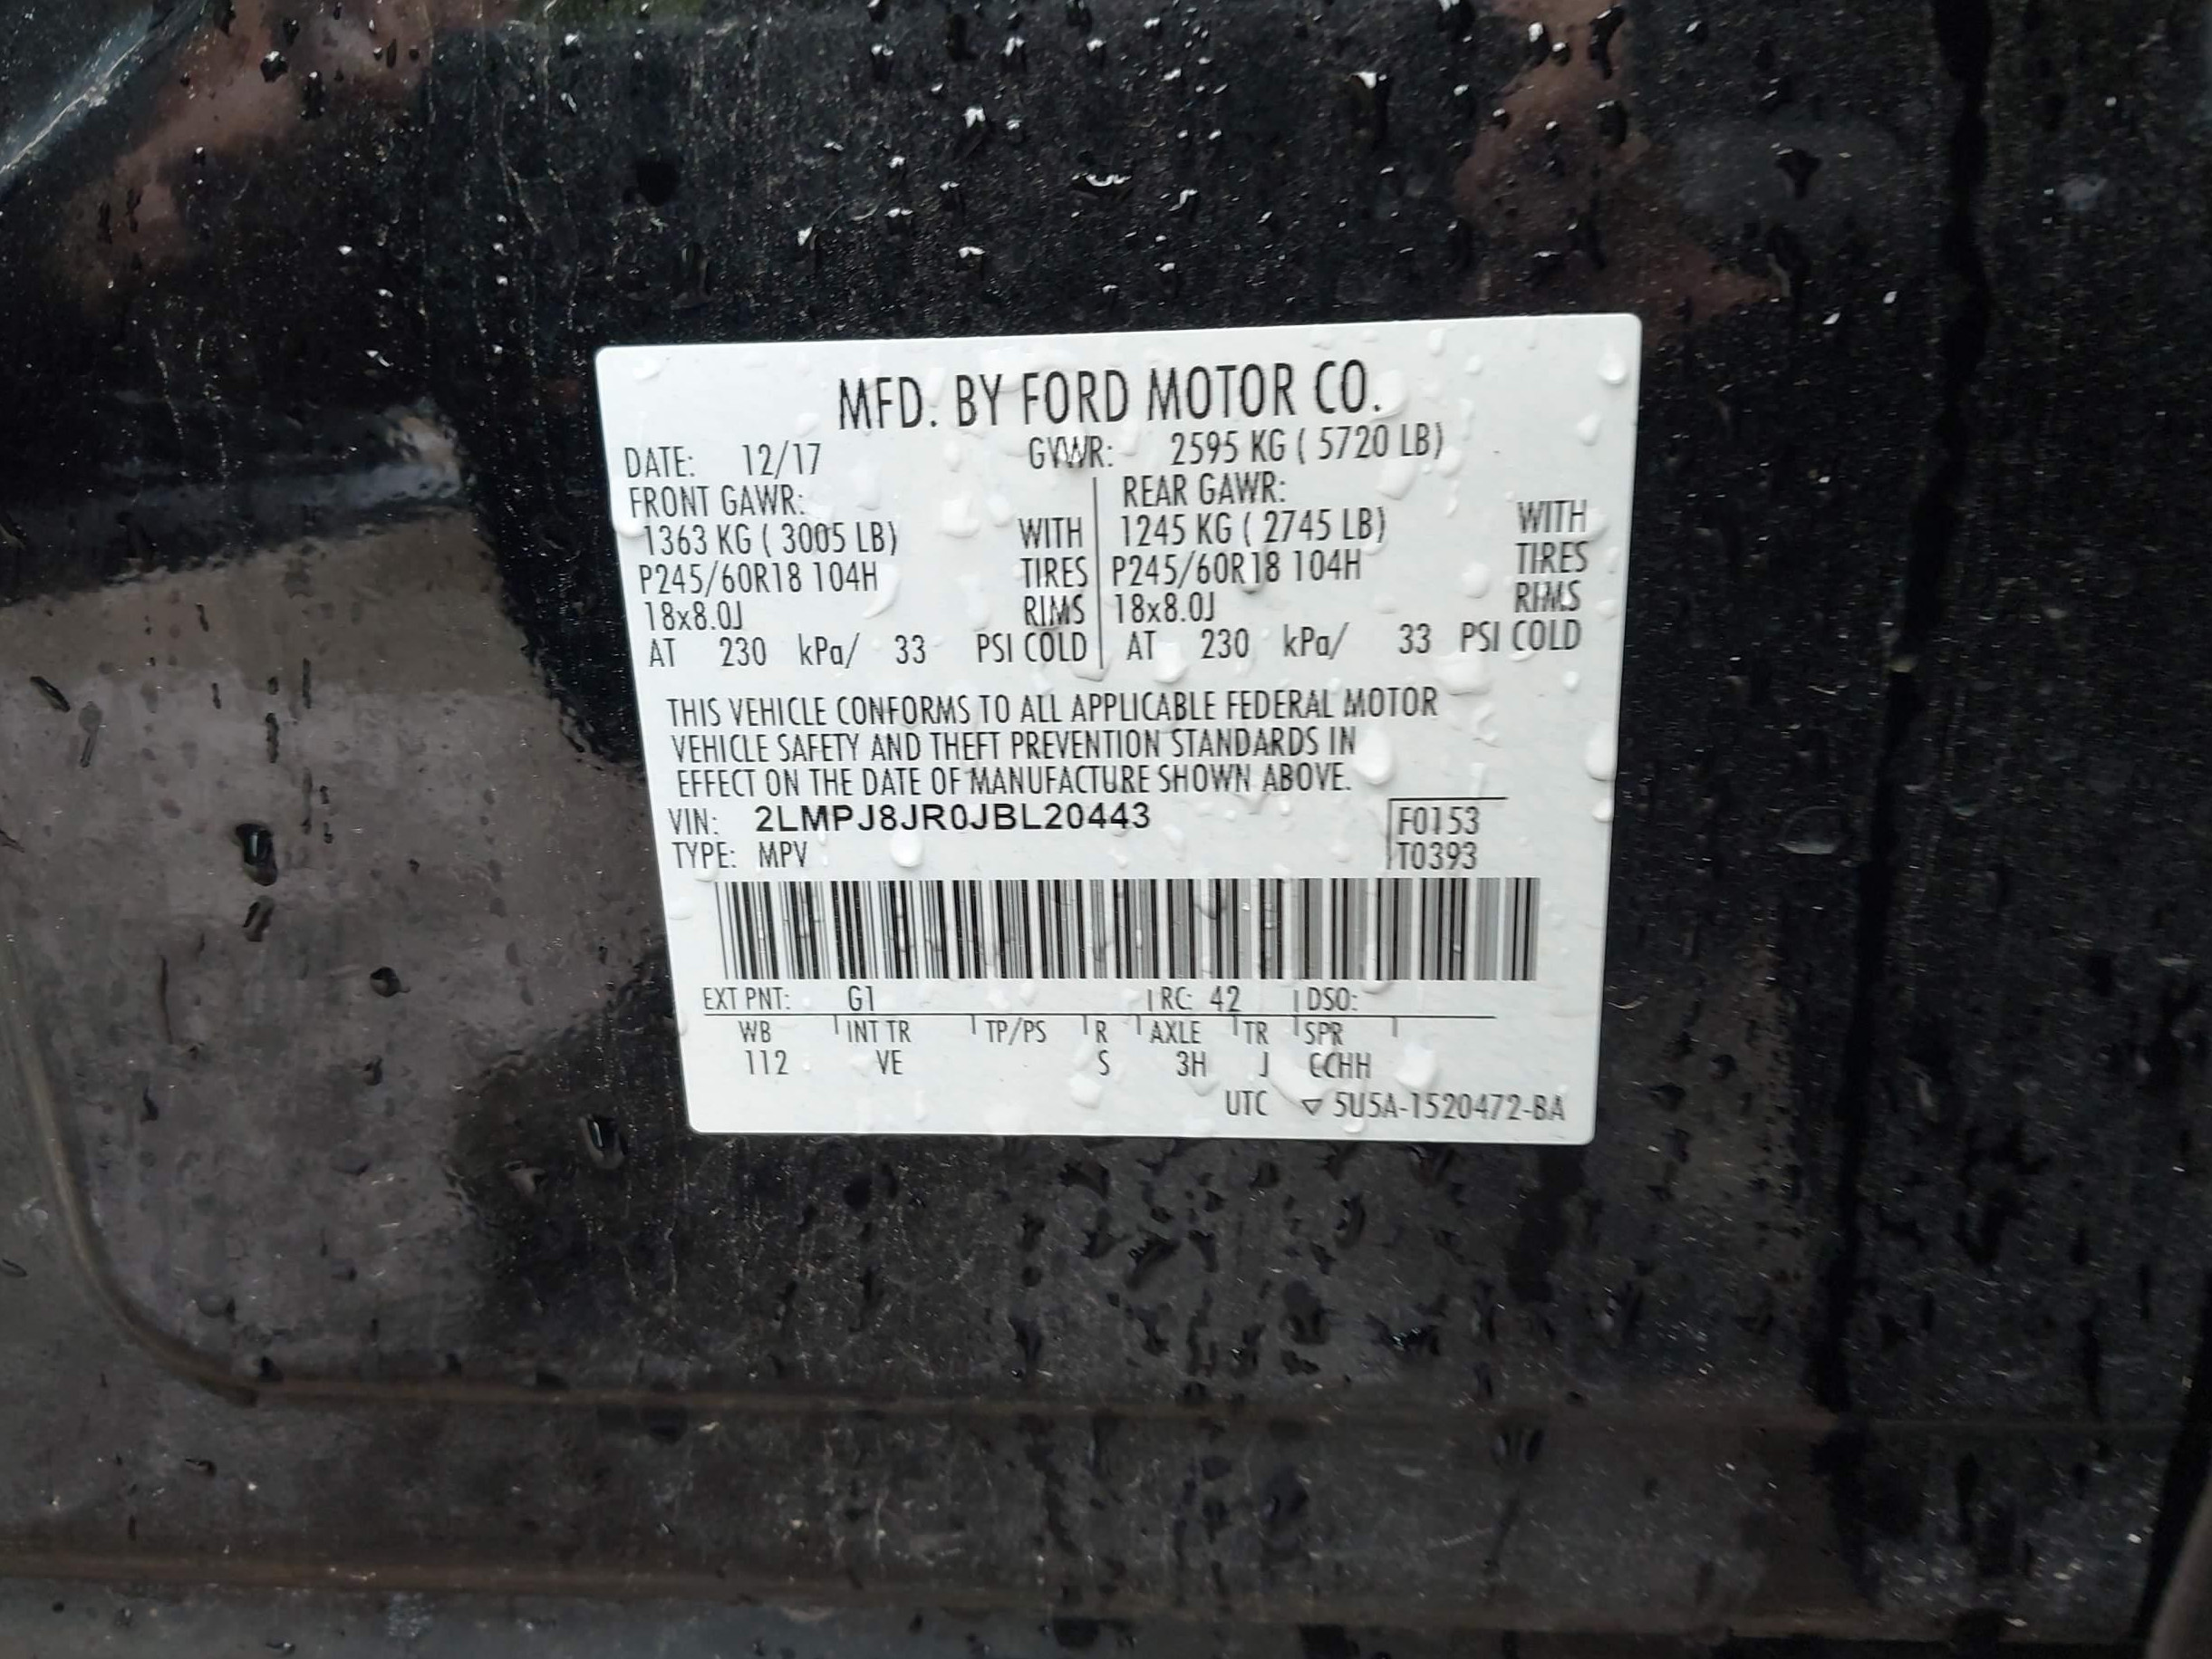 MFD. BY FORD MOTOR CO.
DATE: 12/17 GVWR: 2595 KG ( 5720 LB)
FRONT GAWR: REAR GAWR:
1363 KG ( 3005 LB) WITH 1245 KG ( 2745 LB) WITH
P245/60R18 104H TIRES P245/60R18 104H TIRES
18x8.0J RIMS 18x8.0J RIMS
AT 230 kPa/ 33 PSI COLD AT 230 kPa/ 33 PSI COLD
THIS VEHICLE CONFORMS TO ALL APPLICABLE FEDERAL MOTOR
VEHICLE SAFETY AND THEFT PREVENTION STANDARDS IN
EFFECT ON THE DATE OF MANUFACTURE SHOWN ABOVE.
VIN: 2LMPJ8JR0JBL20443 F0153
TYPE: MPV T0393
EXT PNT: G1 RC: 42 DSO:
WB INT TR TP/PS R AXLE TR SPR
112 VE S 3H J CCHH
UTC ▽ 5U5A-1520472-BA